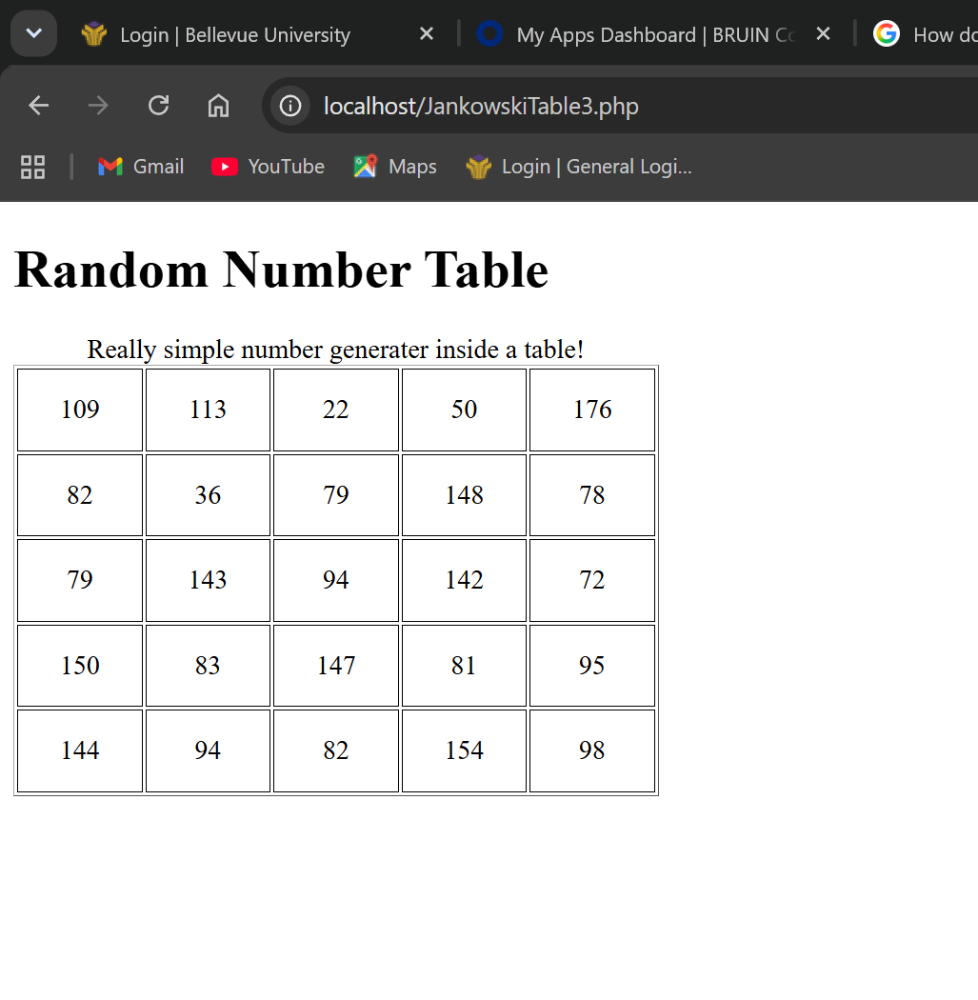 Login | Bellevue University My Apps Dashboard | BRUIN How
localhost/JankowskiTable3.php
Gmail YouTube Maps Login | General Logi...
Random Number Table
Really simple number generater inside a table!
109 113 22 50 176
82 36 79 148 78
79 143 94 142 72
150 83 147 81 95
144 94 82 154 98